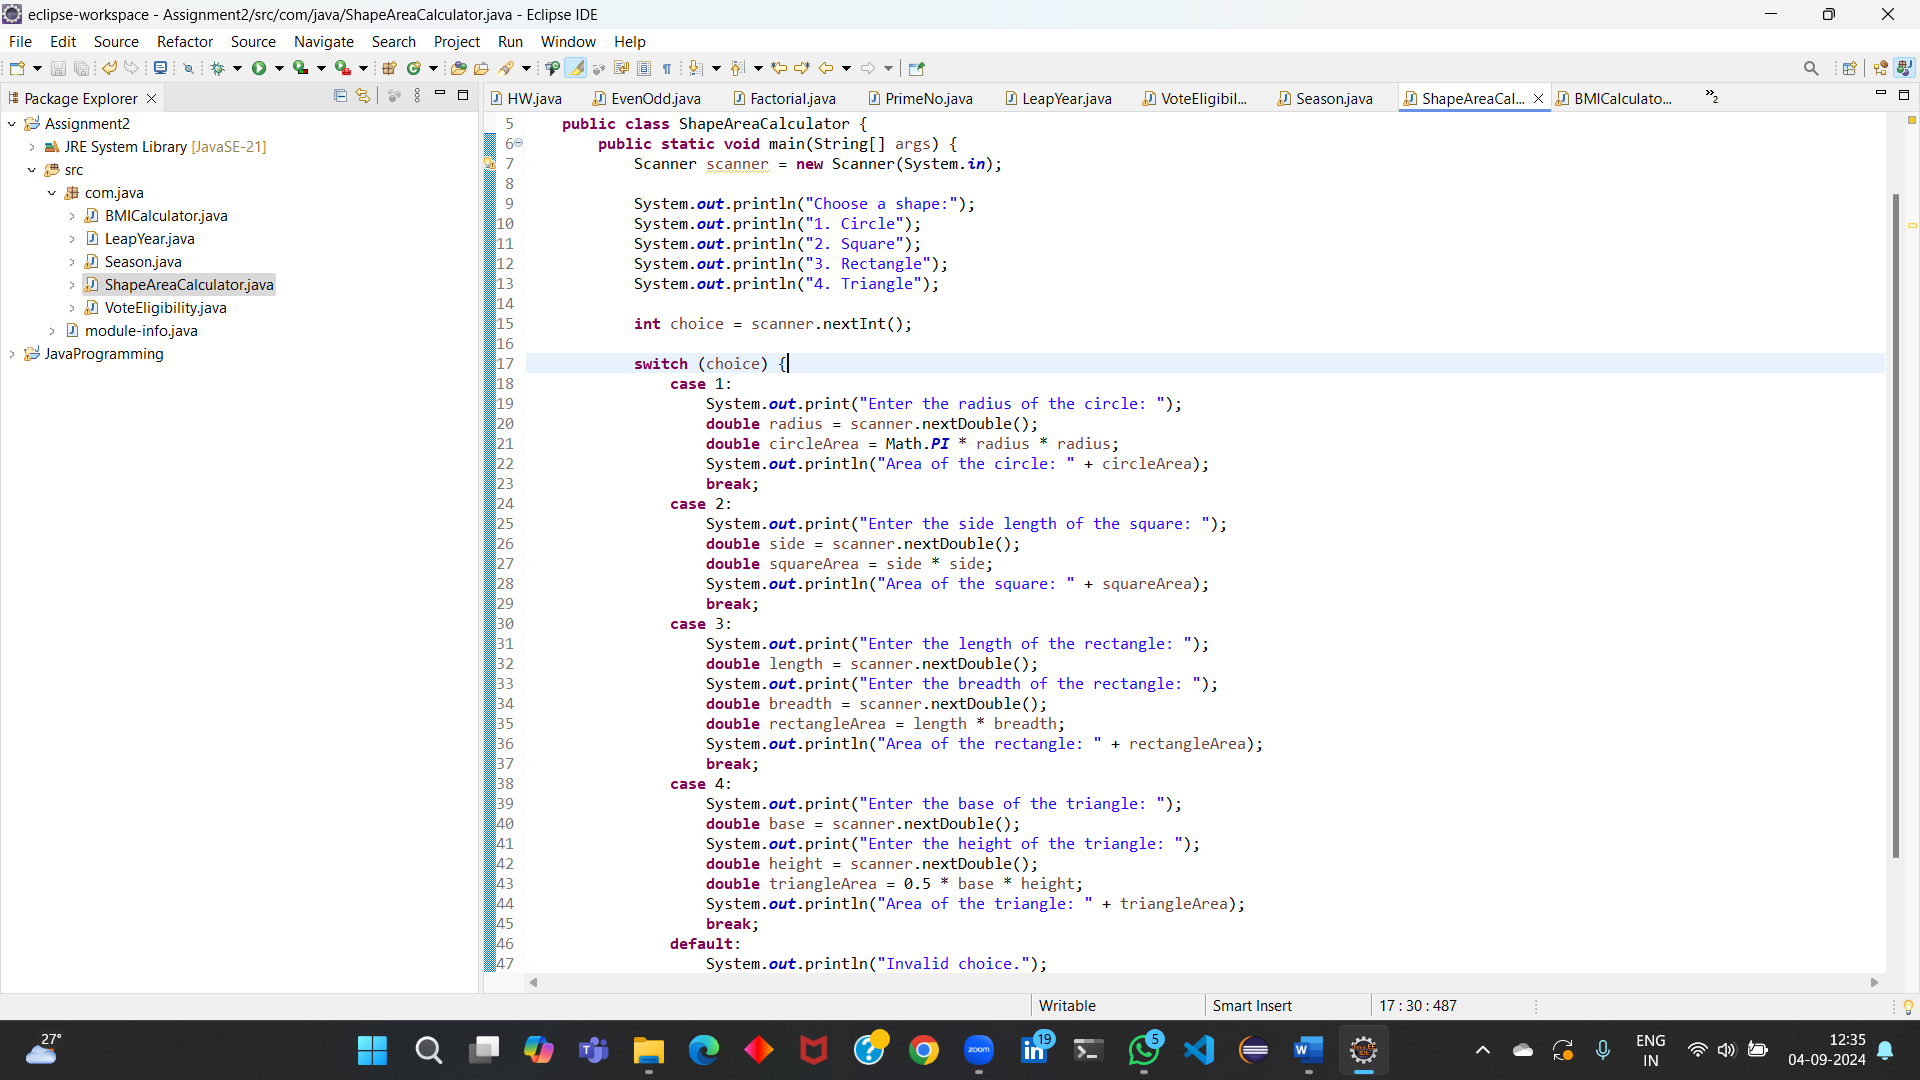 eclipse-workspace - Assignment2/src/com/java/ShapeAreaCalculator.java - Eclipse IDE
File Edit Source Refactor Source Navigate Search Project Run Window Help
Package Explorer
HW.java EvenOdd.java Factorial.java PrimeNo.java LeapYear.java VoteEligibil... Season.java ShapeAreaCal... BMICalculato... »2
Assignment2
JRE System Library [JavaSE-21]
src
com.java
BMICalculator.java
LeapYear.java
Season.java
ShapeAreaCalculator.java
VoteEligibility.java
module-info.java
JavaProgramming
5 public class ShapeAreaCalculator {
6 public static void main(String[] args) {
7 Scanner scanner = new Scanner(System.in);
8
9 System.out.println("Choose a shape:");
10 System.out.println("1. Circle");
11 System.out.println("2. Square");
12 System.out.println("3. Rectangle");
13 System.out.println("4. Triangle");
14
15 int choice = scanner.nextInt();
16
17 switch (choice) {
18 case 1:
19 System.out.print("Enter the radius of the circle: ");
20 double radius = scanner.nextDouble();
21 double circleArea = Math.PI * radius * radius;
22 System.out.println("Area of the circle: " + circleArea);
23 break;
24 case 2:
25 System.out.print("Enter the side length of the square: ");
26 double side = scanner.nextDouble();
27 double squareArea = side * side;
28 System.out.println("Area of the square: " + squareArea);
29 break;
30 case 3:
31 System.out.print("Enter the length of the rectangle: ");
32 double length = scanner.nextDouble();
33 System.out.print("Enter the breadth of the rectangle: ");
34 double breadth = scanner.nextDouble();
35 double rectangleArea = length * breadth;
36 System.out.println("Area of the rectangle: " + rectangleArea);
37 break;
38 case 4:
39 System.out.print("Enter the base of the triangle: ");
40 double base = scanner.nextDouble();
41 System.out.print("Enter the height of the triangle: ");
42 double height = scanner.nextDouble();
43 double triangleArea = 0.5 * base * height;
44 System.out.println("Area of the triangle: " + triangleArea);
45 break;
46 default:
47 System.out.println("Invalid choice.");
Writable Smart Insert 17 : 30 : 487
27°
zoom
19
5
ENG
IN
12:35
04-09-2024